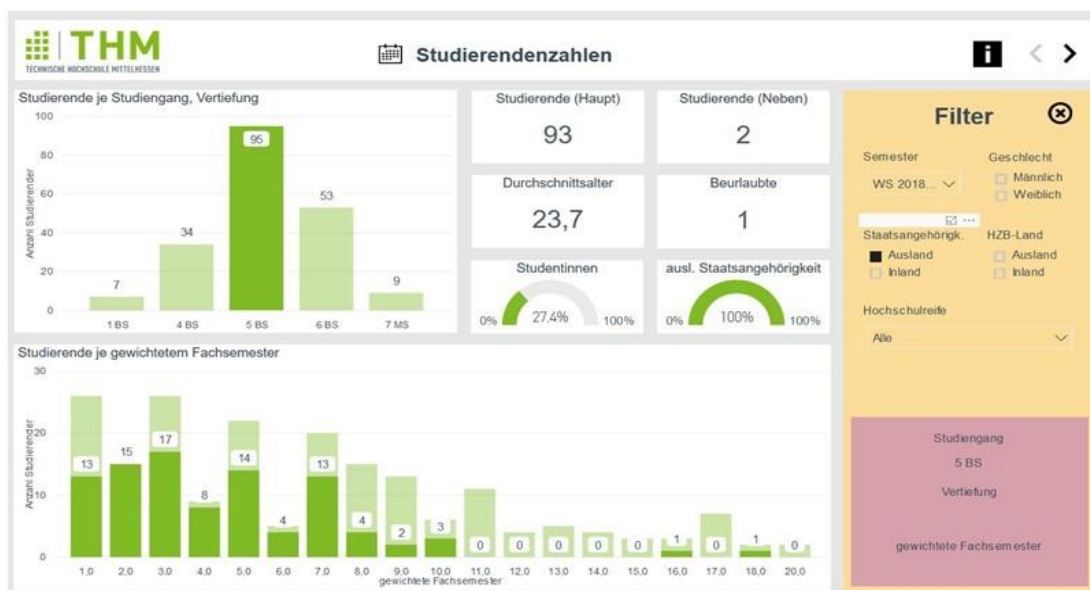 THM
TECHNISCHE HOCHSCHULE MITTELHESSEN
Studierendenzahlen
i
Studierende je Studiengang, Vertiefung
Anzahl Studierender
100
80
60
40
20
0
7
34
95
53
9
1 BS 4 BS 5 BS 6 BS 7 MS
Studierende (Haupt)
93
Studierende (Neben)
2
Durchschnittsalter
23,7
Beurlaubte
1
Studentinnen
0% 27,4% 100%
ausl. Staatsangehörigkeit
0% 100% 100%
Studierende je gewichtetem Fachsemester
Anzahl Studierender
30
20
10
0
13 15 17 8 14 4 13 4 2 3 0 0 0 0 0 1 0 1 0
1,0 2,0 3,0 4,0 5,0 6,0 7,0 8,0 9,0 10,0 11,0 12,0 13,0 14,0 15,0 16,0 17,0 18,0 20,0
gewichtete Fachsemester
Filter
Semester
WS 2018...
Geschlecht
Männlich
Weiblich
Staatsangehörigk.
Ausland
Inland
HZB-Land
Ausland
Inland
Hochschulreife
Alle
Studiengang
5 BS
Vertiefung
gewichtete Fachsemester